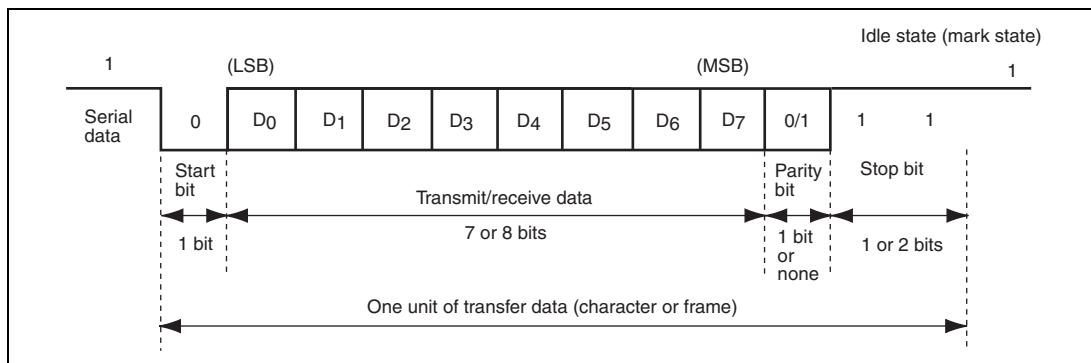 Idle state (mark state)
1 (LSB) (MSB) 1
Serial data
0 D0 D1 D2 D3 D4 D5 D6 D7 0/1 1 1
Start bit
Parity bit
Stop bit
Transmit/receive data
1 bit
7 or 8 bits
1 bit or none
1 or 2 bits
One unit of transfer data (character or frame)